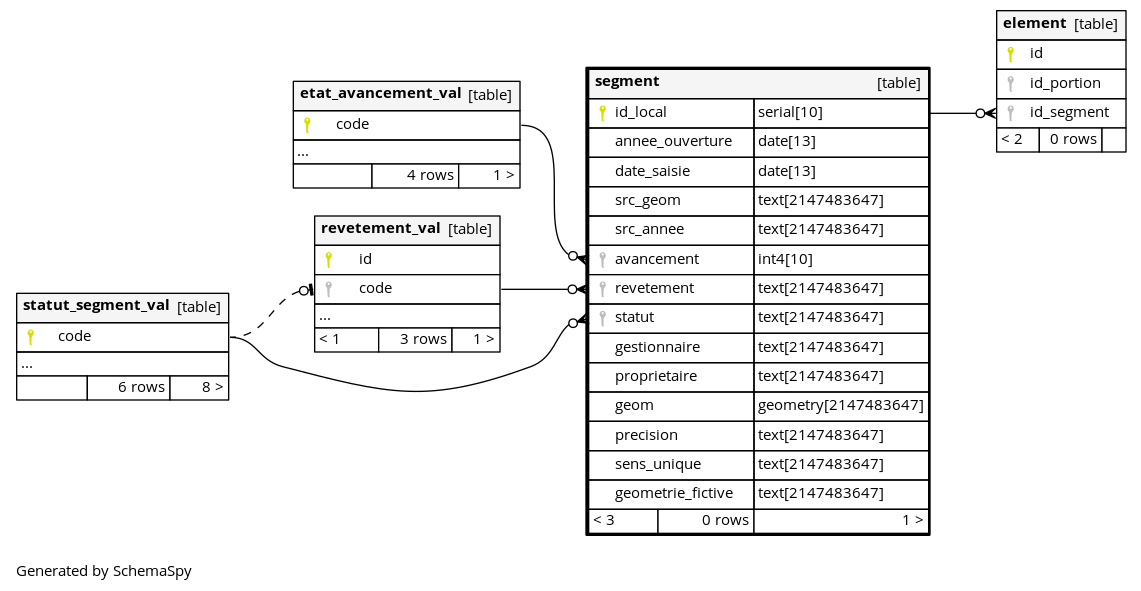 element [table]
id
id_portion
id_segment
< 2 0 rows
segment [table]
id_local serial[10]
annee_ouverture date[13]
date_saisie date[13]
src_geom text[2147483647]
src_annee text[2147483647]
avancement int4[10]
revetement text[2147483647]
statut text[2147483647]
gestionnaire text[2147483647]
proprietaire text[2147483647]
geom geometry[2147483647]
precision text[2147483647]
sens_unique text[2147483647]
geometrie_fictive text[2147483647]
< 3 0 rows 1 >
etat_avancement_val [table]
code
...
4 rows 1 >
revetement_val [table]
id
code
...
< 1 3 rows 1 >
statut_segment_val [table]
code
...
6 rows 8 >
Generated by SchemaSpy